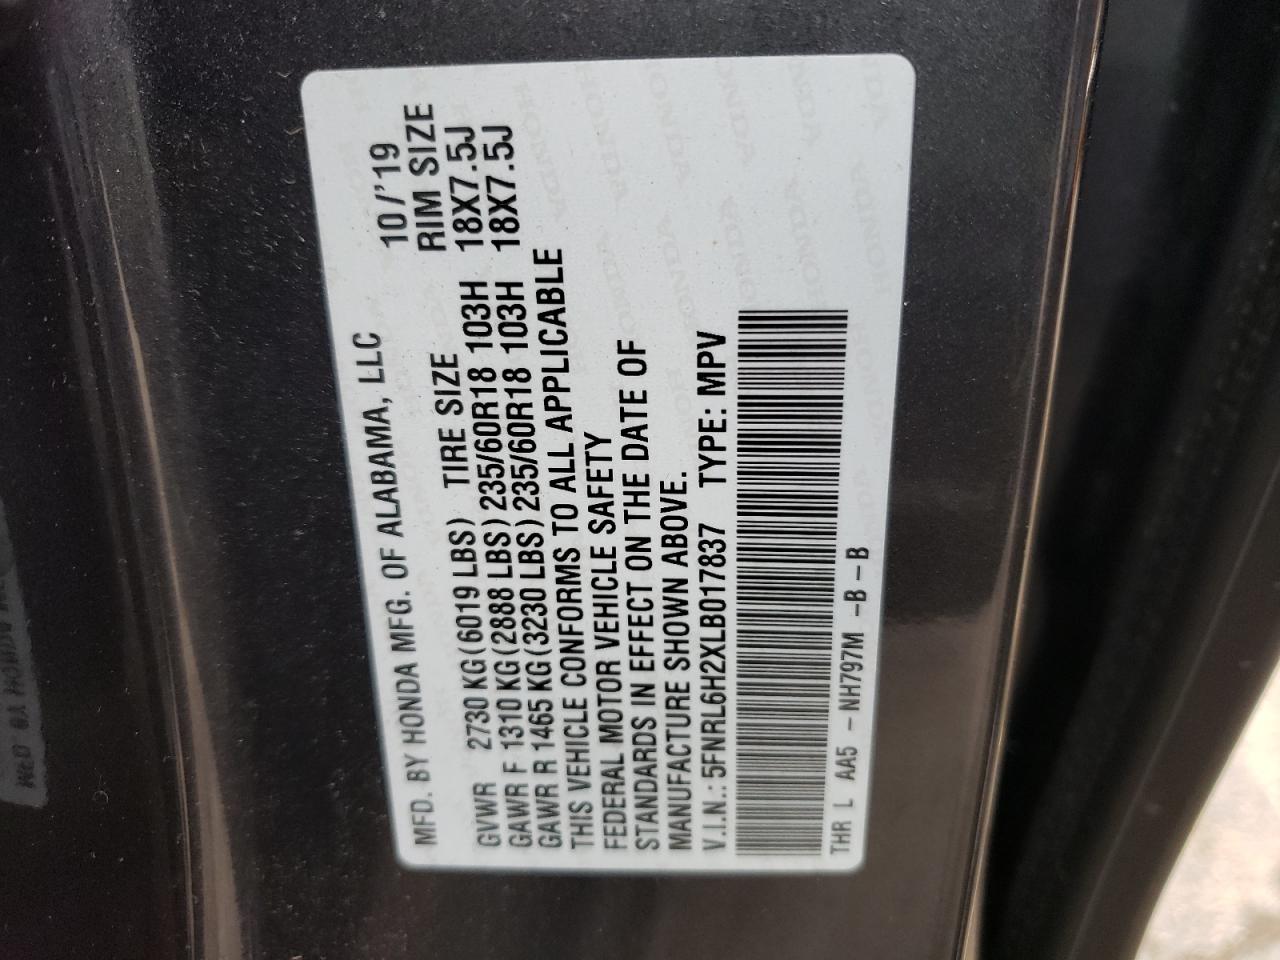 MFD. BY HONDA MFG. OF ALABAMA, LLC 10/'19
GVWR 2730 KG(6019 LBS) TIRE SIZE RIM SIZE
GAWR F 1310 KG(2888 LBS) 235/60R18 103H 18X7.5J
GAWR R 1465 KG(3230 LBS) 235/60R18 103H 18X7.5J
THIS VEHICLE CONFORMS TO ALL APPLICABLE
FEDERAL MOTOR VEHICLE SAFETY
STANDARDS IN EFFECT ON THE DATE OF
MANUFACTURE SHOWN ABOVE.
V.I.N.: 5FNRL6H2XLB017837 TYPE: MPV
THR L AA5 -NH797M -B -B